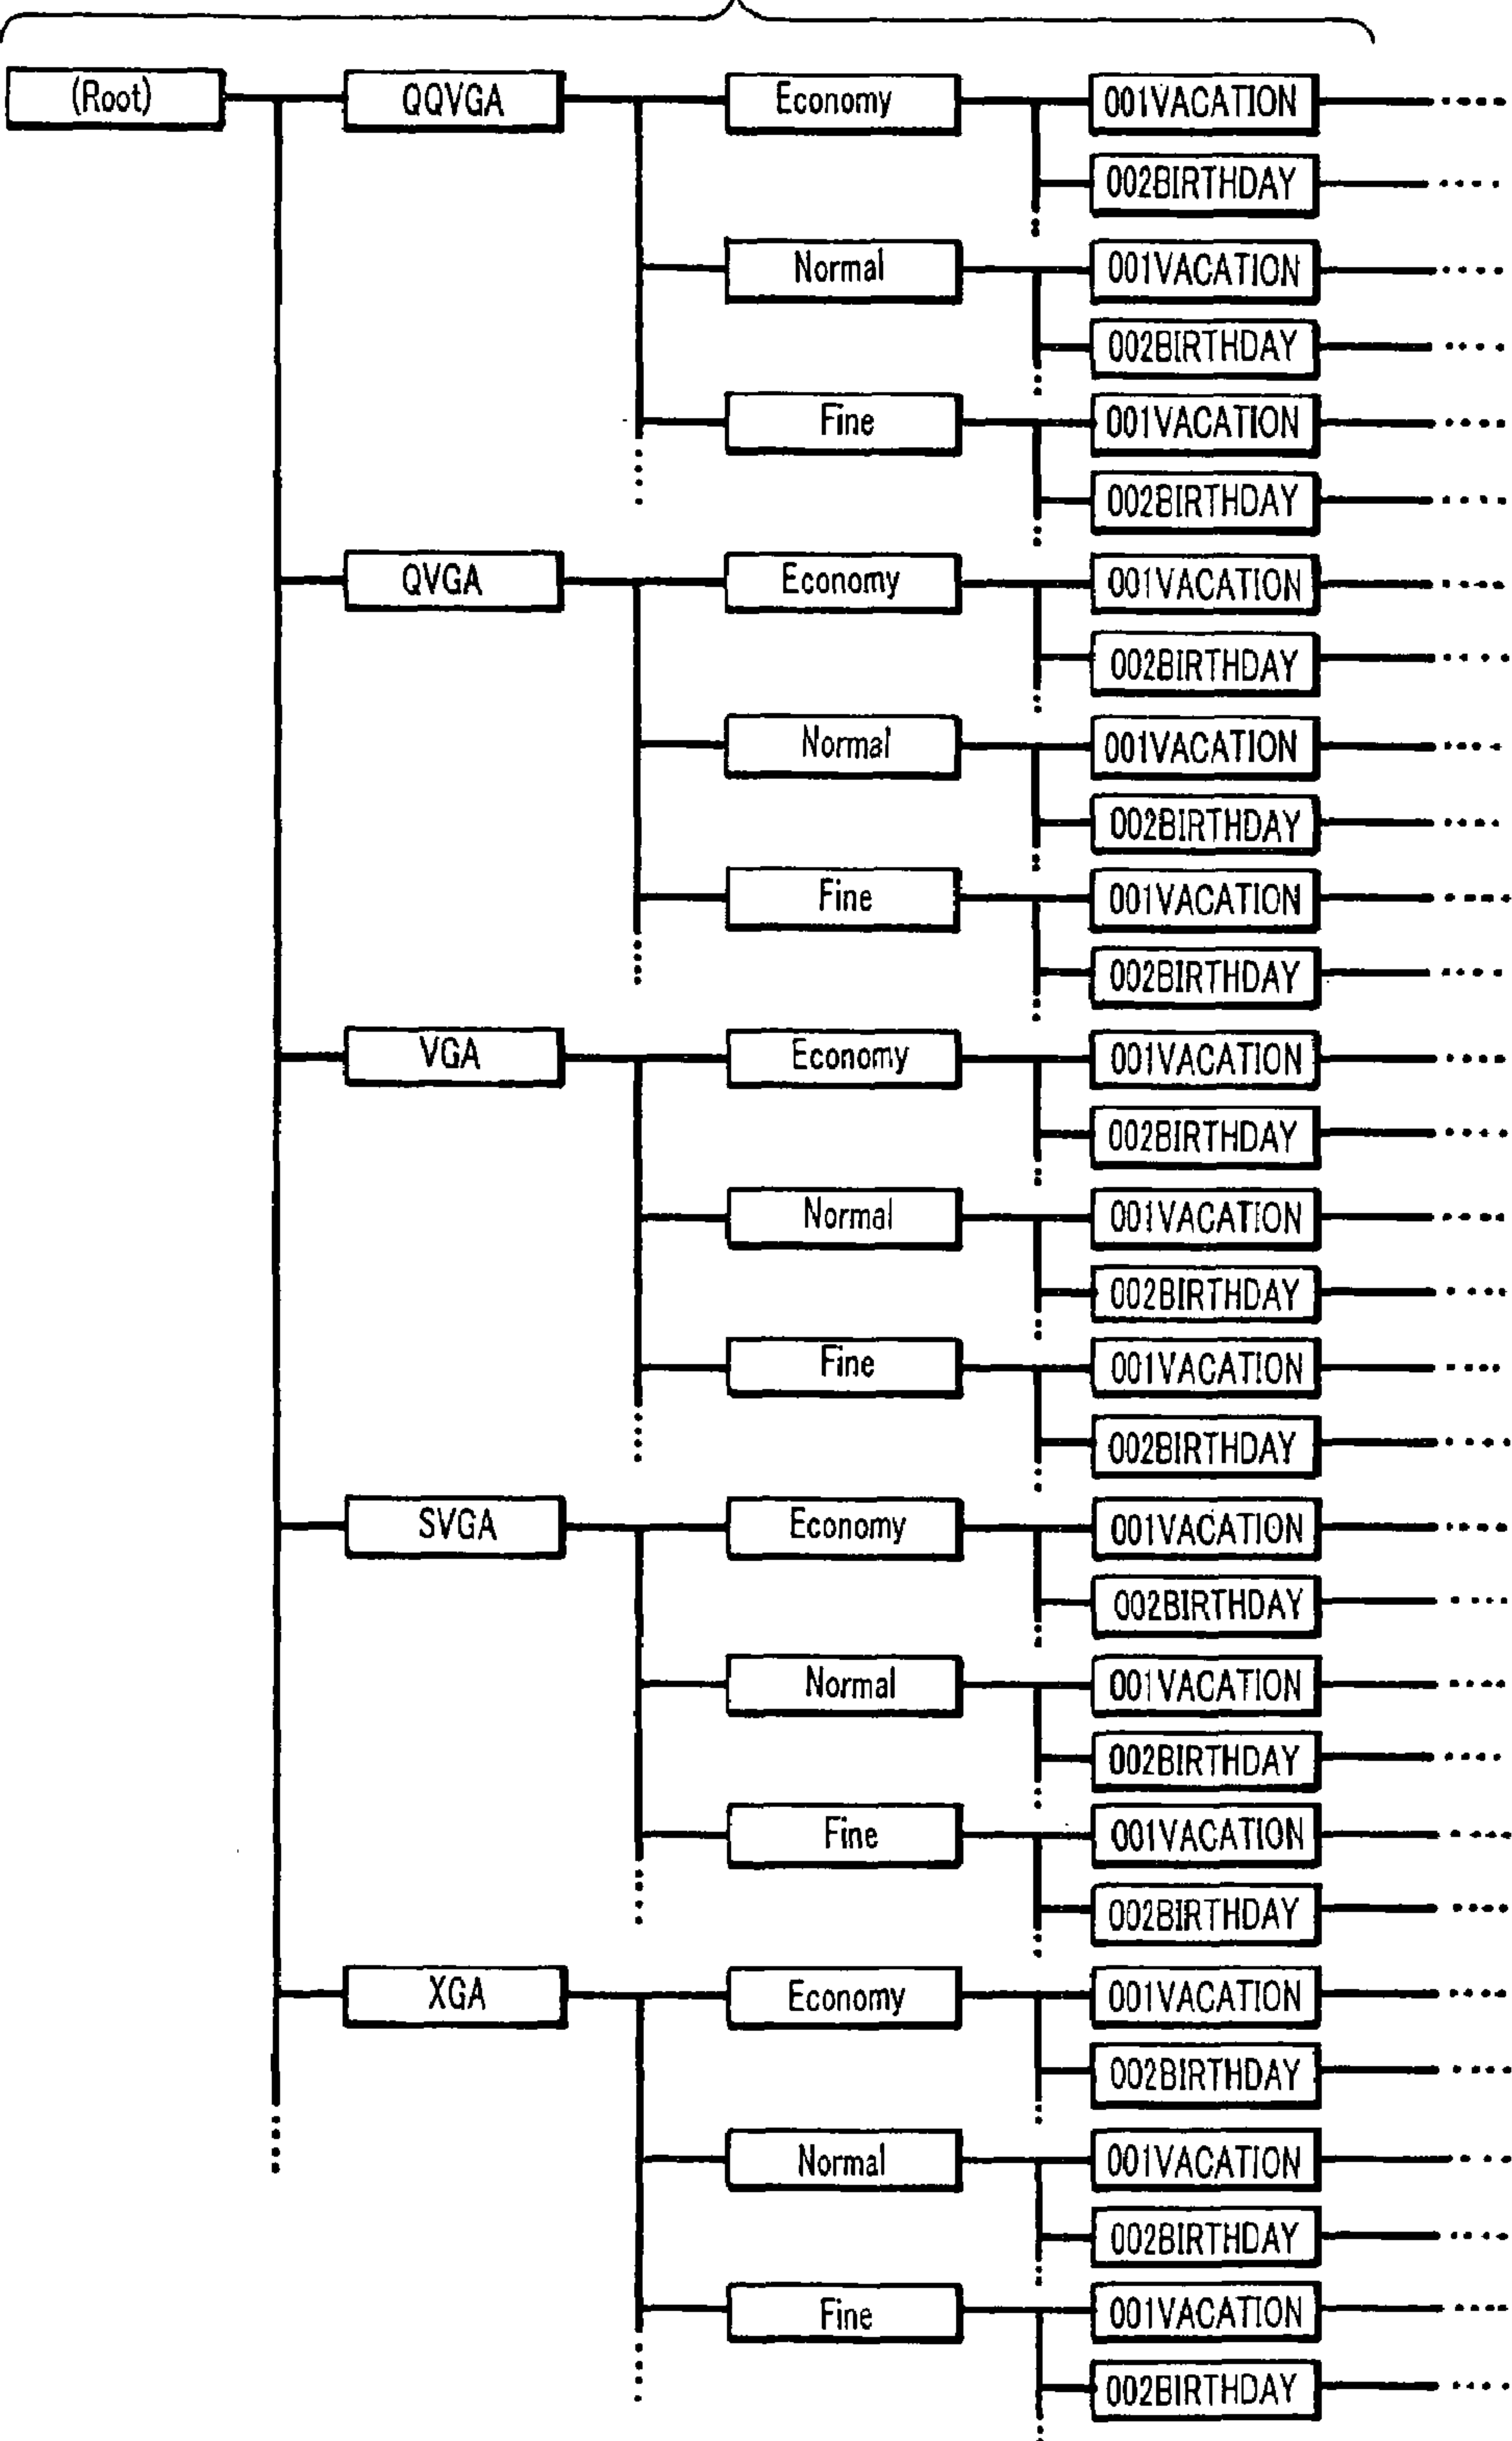 (Root) QQVGA Economy 001VACATION
002BIRTHDAY
Normal 001VACATION
002BIRTHDAY
Fine 001VACATION
002BIRTHDAY
QVGA Economy 001VACATION
002BIRTHDAY
Normal 001VACATION
002BIRTHDAY
Fine 001VACATION
002BIRTHDAY
VGA Economy 001VACATION
002BIRTHDAY
Normal 001VACATION
002BIRTHDAY
Fine 001VACATION
002BIRTHDAY
SVGA Economy 001VACATION
002BIRTHDAY
Normal 001VACATION
002BIRTHDAY
Fine 001VACATION
002BIRTHDAY
XGA Economy 001VACATION
002BIRTHDAY
Normal 001VACATION
002BIRTHDAY
Fine 001VACATION
002BIRTHDAY